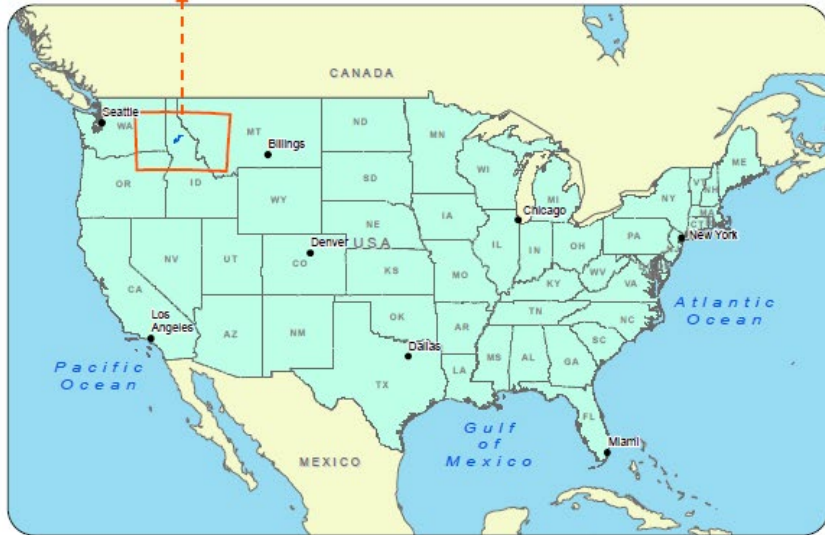 CANADA
Seattle
WA
MT
Billings
ND
MN
OR
ID
WY
SD
WI
MI
ME
VT
NH
NY
MA
CT
Chicago
New York
NV
UT
Denver
USA
CO
NE
KS
IA
IL
IN
OH
PA
MO
KY
WV
VA
CA
Los
Angeles
AZ
NM
OK
AR
TN
NC
SC
Dallas
TX
LA
MS
AL
GA
FL
Miami
Atlantic
Ocean
Pacific
Ocean
Gulf
of
Mexico
MEXICO